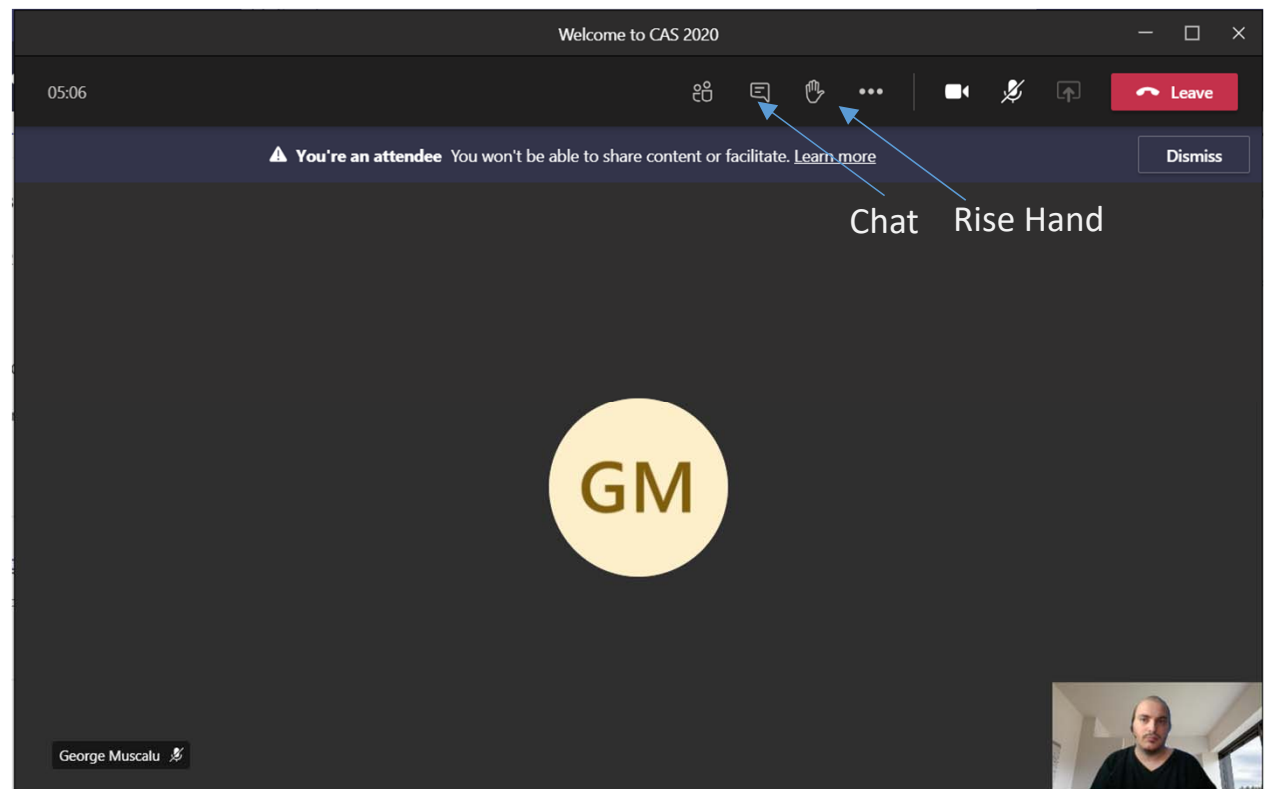 Welcome to CAS 2020
05:06
Leave
You're an attendee You won't be able to share content or facilitate. Learn more
Dismiss
Chat
Rise Hand
GM
George Muscalu